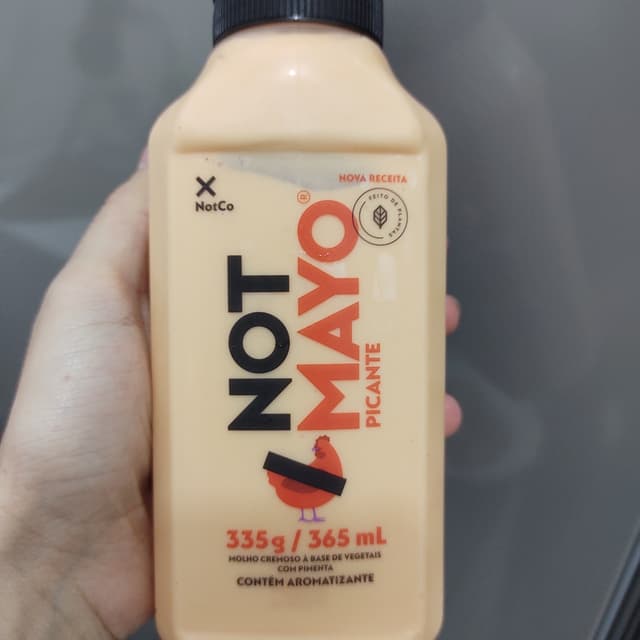 NotCo
NOVA RECEITA
FEITO DE PLANTAS
NOT
MAYO®
PICANTE
335g / 365 mL
MOLHO CREMOSO À BASE DE VEGETAIS
COM PIMENTA
CONTÉM AROMATIZANTE